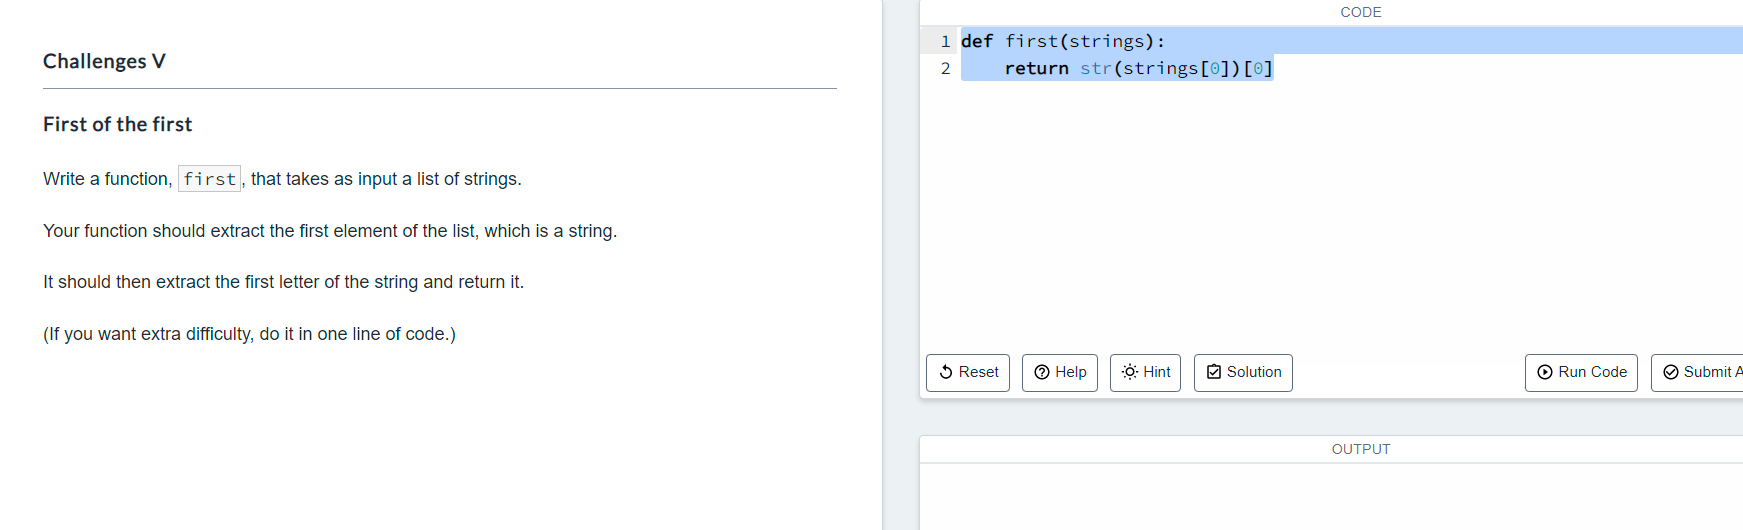 Challenges V
First of the first
Write a function, first, that takes as input a list of strings.
Your function should extract the first element of the list, which is a string.
It should then extract the first letter of the string and return it.
(If you want extra difficulty, do it in one line of code.)
CODE
1 def first(strings):
2     return str(strings[0])[0]
Reset Help Hint Solution Run Code Submit A
OUTPUT